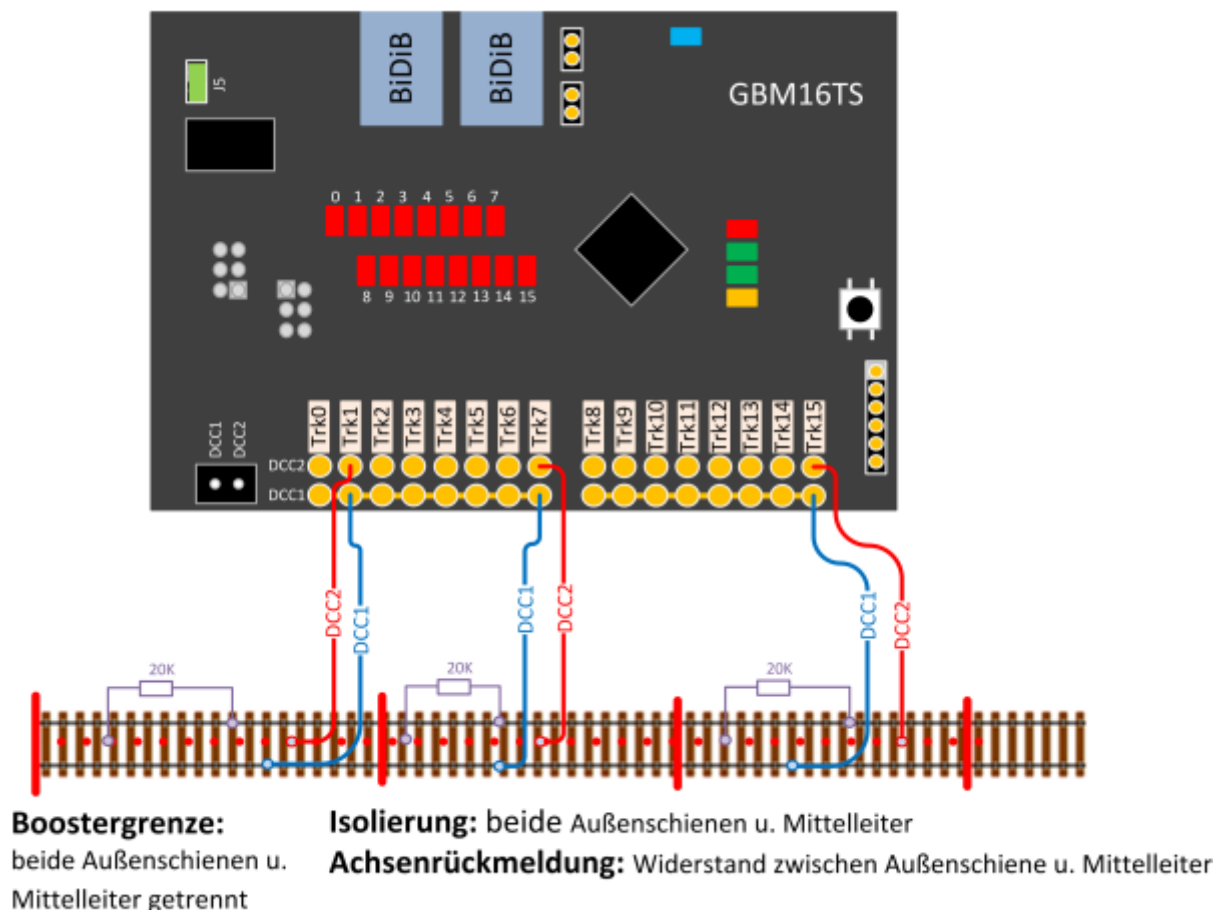 BiDiB BiDiB
J5
GBM16TS
0 1 2 3 4 5 6 7
8 9 10 11 12 13 14 15
DCC1
DCC2
Trk0 Trk1 Trk2 Trk3 Trk4 Trk5 Trk6 Trk7 Trk8 Trk9 Trk10 Trk11 Trk12 Trk13 Trk14 Trk15
DCC2
DCC1
DCC2 DCC1 DCC1 DCC2 DCC1 DCC2
20K 20K 20K
Boostergrenze:
beide Außenschienen u.
Mittelleiter getrennt
Isolierung: beide Außenschienen u. Mittelleiter
Achsenrückmeldung: Widerstand zwischen Außenschiene u. Mittelleiter